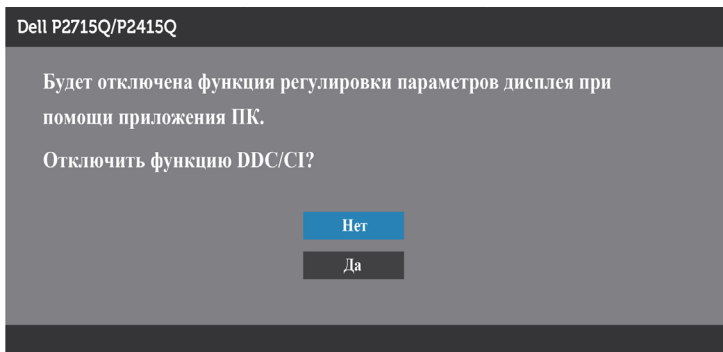 Dell P2715Q/P2415Q
Будет отключена функция регулировки параметров дисплея при
помощи приложения ПК.
Отключить функцию DDC/CI?
Нет
Да